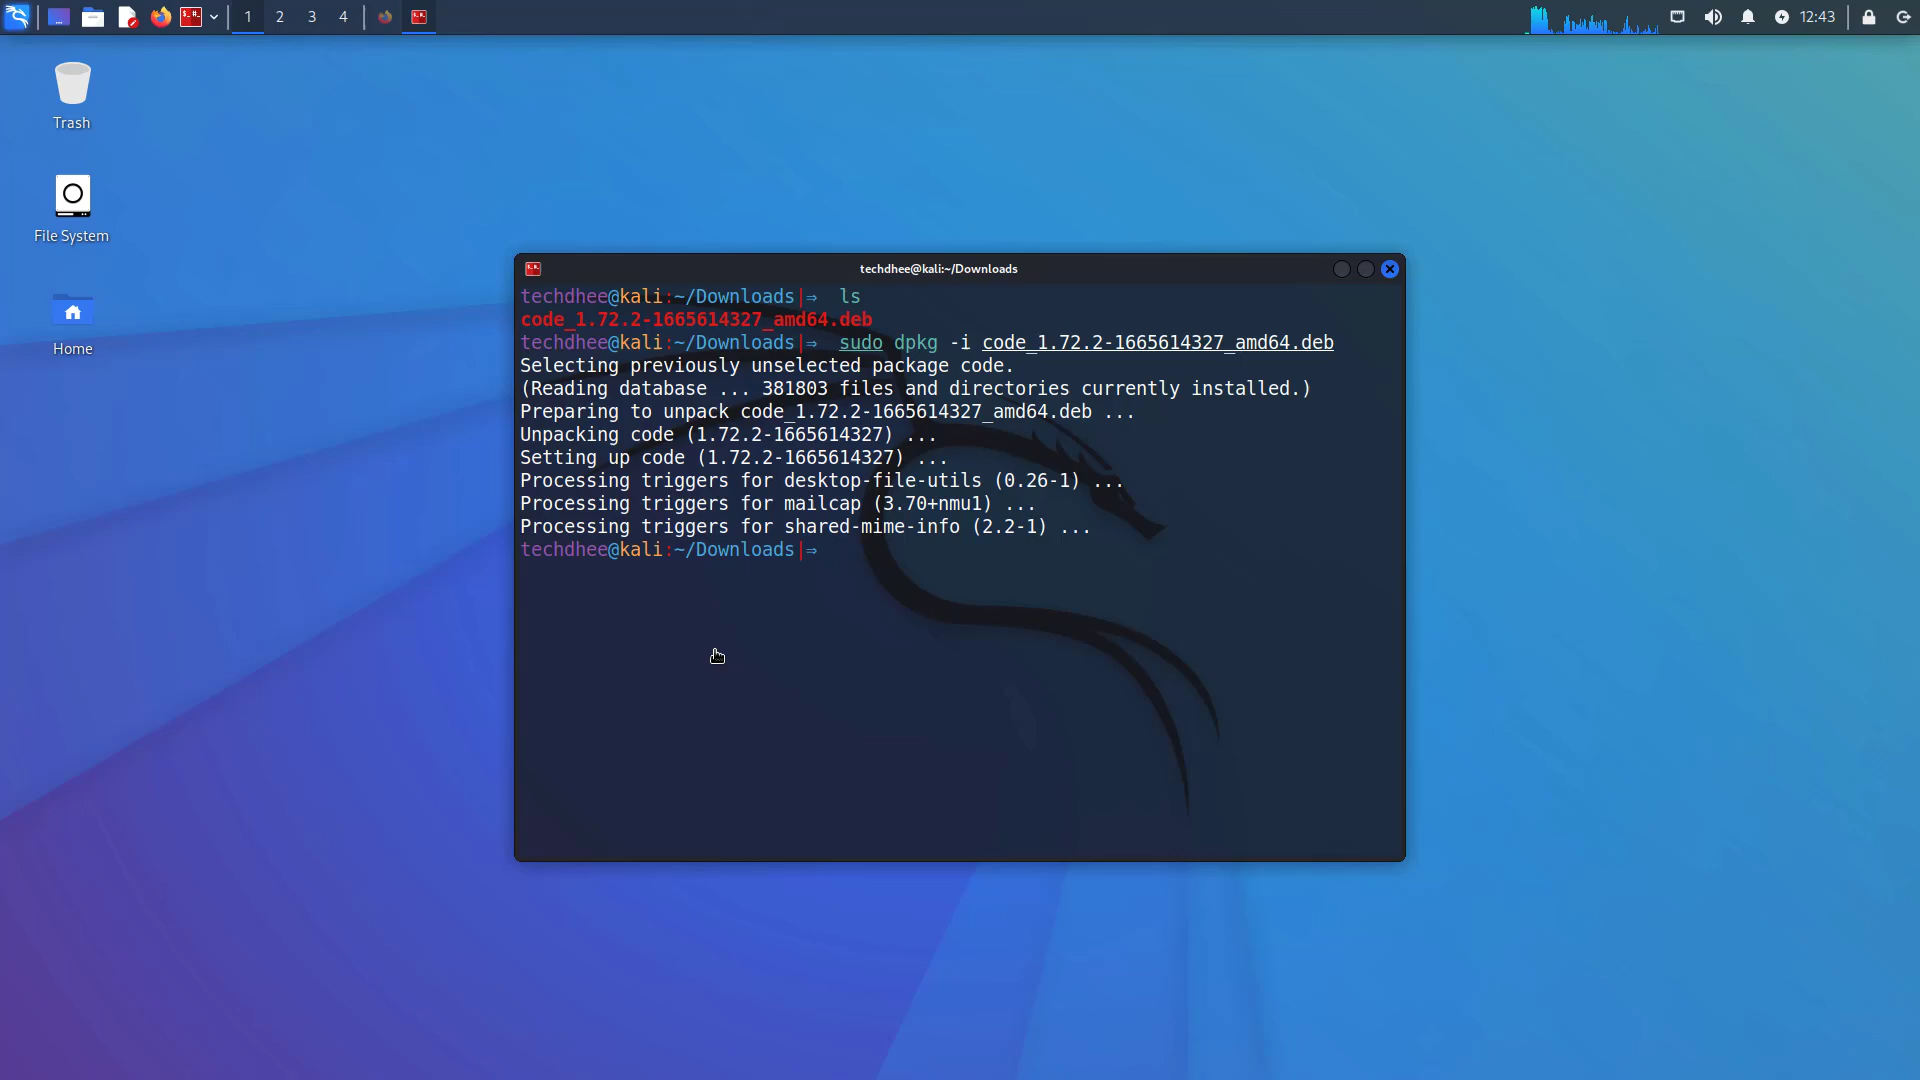 1 2 3 4 12:43
Trash
File System
Home
techdhee@kali:~/Downloads
techdhee@kali:~/Downloads|⇒ ls
code_1.72.2-1665614327_amd64.deb
techdhee@kali:~/Downloads|⇒ sudo dpkg -i code_1.72.2-1665614327_amd64.deb
Selecting previously unselected package code.
(Reading database ... 381803 files and directories currently installed.)
Preparing to unpack code_1.72.2-1665614327_amd64.deb ...
Unpacking code (1.72.2-1665614327) ...
Setting up code (1.72.2-1665614327) ...
Processing triggers for desktop-file-utils (0.26-1) ...
Processing triggers for mailcap (3.70+nmu1) ...
Processing triggers for shared-mime-info (2.2-1) ...
techdhee@kali:~/Downloads|⇒